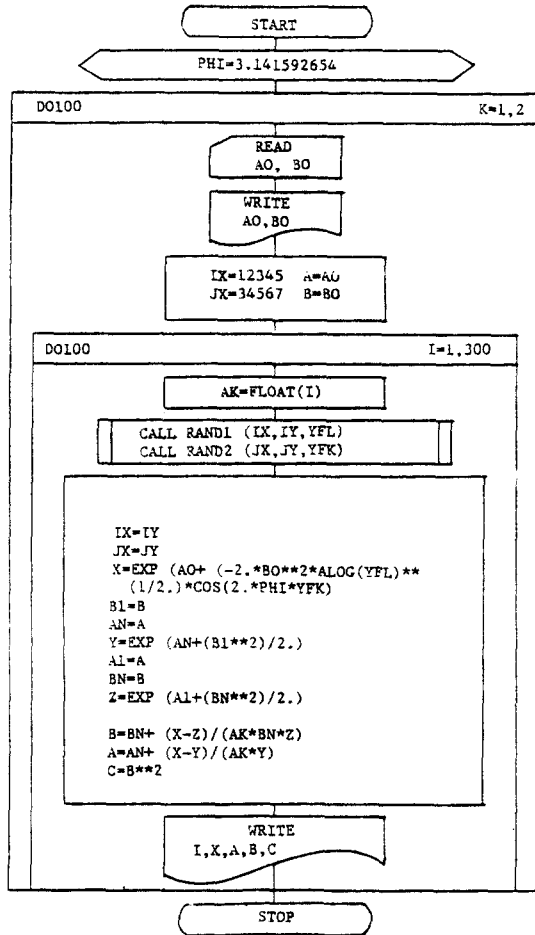 START
PHI=3.141592654
DO100 K=1,2
READ
AO, BO
WRITE
AO,BO
IX=12345 A=AO
JX=34567 B=BO
DO100 I=1,300
AK=FLOAT(I)
CALL RAND1 (IX,IY,YFL)
CALL RAND2 (JX,JY,YFK)
IX=IY
JX=JY
X=EXP (AO+ (-2.*BO**2*ALOG(YFL)**
(1/2.)*COS(2.*PHI*YFK)
B1=B
AN=A
Y=EXP (AN+(B1**2)/2.)
A1=A
BN=B
Z=EXP (A1+(BN**2)/2.)
B=BN+ (X-Z)/(AK*BN*Z)
A=AN+ (X-Y)/(AK*Y)
C=B**2
WRITE
I,X,A,B,C
STOP